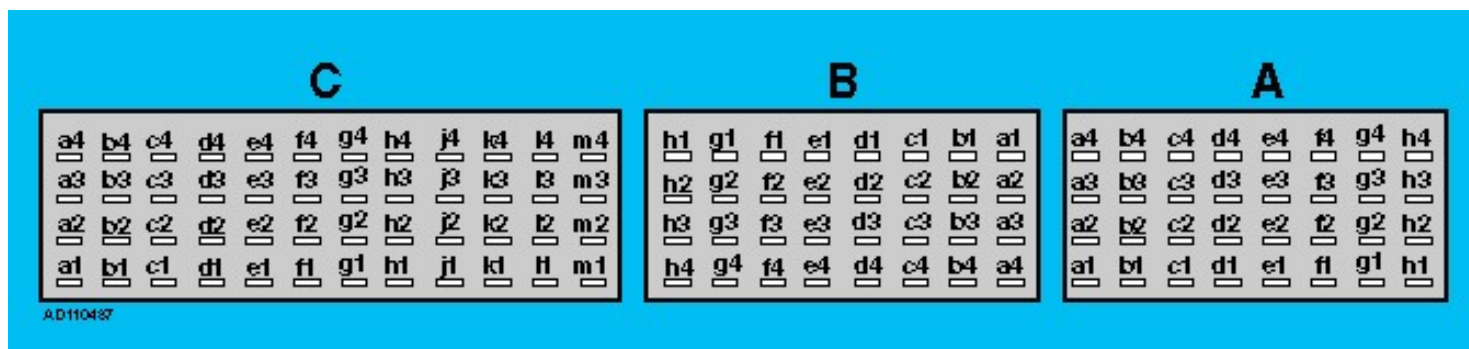 C B A
a4 b4 c4 d4 e4 f4 g4 h4 j4 k4 l4 m4 h1 g1 f1 e1 d1 c1 b1 a1 a4 b4 c4 d4 e4 f4 g4 h4
a3 b3 c3 d3 e3 f3 g3 h3 j3 k3 l3 m3 h2 g2 f2 e2 d2 c2 b2 a2 a3 b3 c3 d3 e3 f3 g3 h3
a2 b2 c2 d2 e2 f2 g2 h2 j2 k2 l2 m2 h3 g3 f3 e3 d3 c3 b3 a3 a2 b2 c2 d2 e2 f2 g2 h2
a1 b1 c1 d1 e1 f1 g1 h1 j1 k1 l1 m1 h4 g4 f4 e4 d4 c4 b4 a4 a1 b1 c1 d1 e1 f1 g1 h1
AD110487